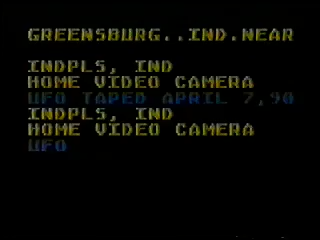 GREENSBURG..IND.NEAR
INDPLS, IND
HOME VIDEO CAMERA
UFO TAPED APRIL 7,90
INDPLS, IND
HOME VIDEO CAMERA
UFO